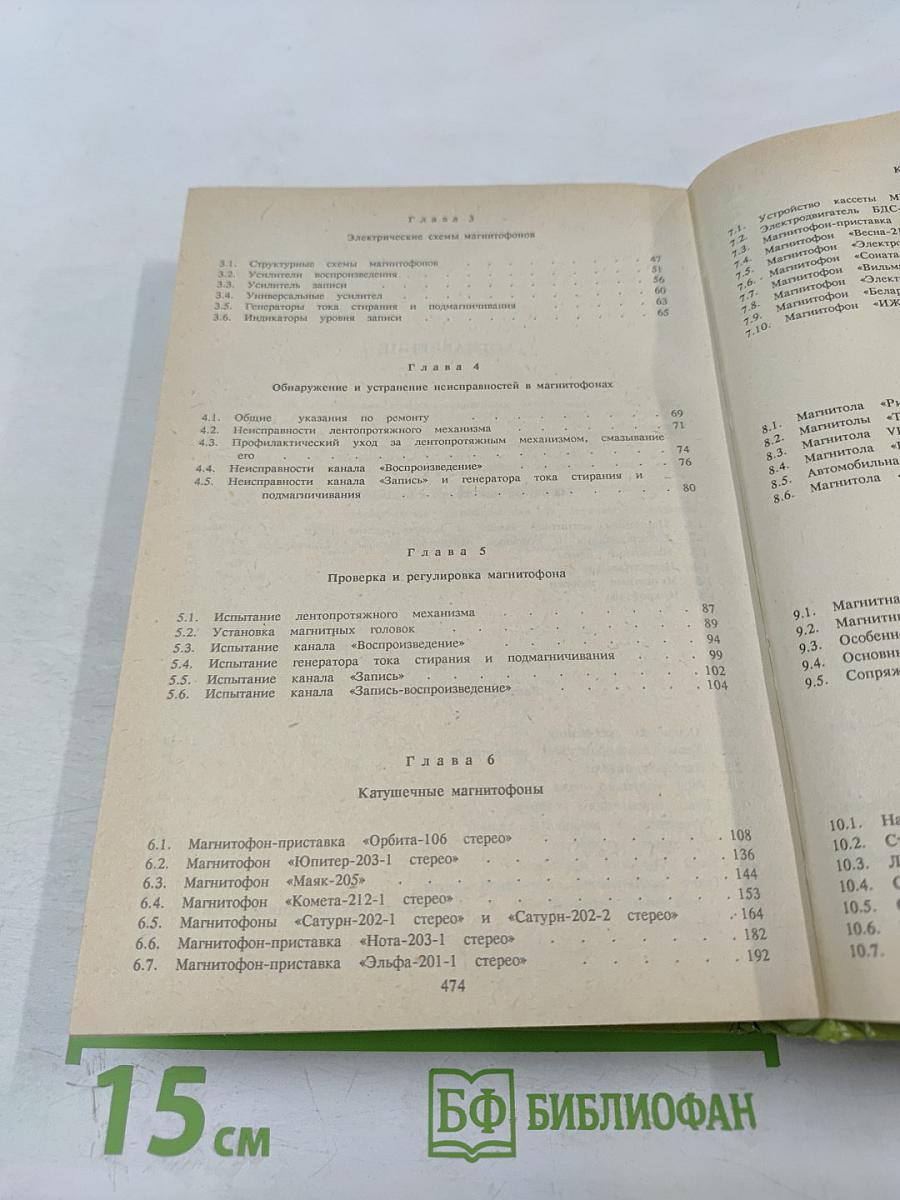 Глава 3
Электрические схемы магнитофонов
3.1. Структурные схемы магнитофонов . . . . . . . . 47
3.2. Усилители воспроизведения . . . . . . . . . 51
3.3. Усилитель записи . . . . . . . . . . . 56
3.4. Универсальные усилител . . . . . . . . . . 60
3.5. Генераторы тока стирания и подмагничивания . . . . . 63
3.6. Индикаторы уровня записи . . . . . . . . . 65
Глава 4
Обнаружение и устранение неисправностей в магнитофонах
4.1. Общие указания по ремонту . . . . . . . . 69
4.2. Неисправности лентопротяжного механизма . . . . . . 71
4.3. Профилактический уход за лентопротяжным механизмом, смазывание
его . . . . . . . . . . . . . . 74
4.4. Неисправности канала «Воспроизведение» . . . . . . 76
4.5. Неисправности канала «Запись» и генератора тока стирания и
подмагничивания . . . . . . . . . . . 80
Глава 5
Проверка и регулировка магнитофона
5.1. Испытание лентопротяжного механизма . . . . . . . 87
5.2. Установка магнитных головок . . . . . . . . . 89
5.3. Испытание канала «Воспроизведение» . . . . . . . 94
5.4. Испытание генератора тока стирания и подмагничивания . . . . 99
5.5. Испытание канала «Запись» . . . . . . . . . 102
5.6. Испытание канала «Запись-воспроизведение» . . . . . . 104
Глава 6
Катушечные магнитофоны
6.1. Магнитофон-приставка «Орбита-106 стерео» . . . . . . . 108
6.2. Магнитофон «Юпитер-203-1 стерео» . . . . . . . . 136
6.3. Магнитофон «Маяк-205» . . . . . . . . . . . 144
6.4. Магнитофон «Комета-212-1 стерео» . . . . . . . . 153
6.5. Магнитофоны «Сатурн-202-1 стерео» и «Сатурн-202-2 стерео» . 164
6.6. Магнитофон-приставка «Нота-203-1 стерео» . . . . . . 182
6.7. Магнитофон-приставка «Эльфа-201-1 стерео» . . . . . . 192
474
7.1. Устройство кассеты
7.2. Электродвигатель БДС-
7.3. Магнитофон-приставка
7.4. Магнитофон «Весна-21
7.5. Магнитофон «Электро
7.6. Магнитофон «Соната
7.7. Магнитофон «Вильм
7.8. Магнитофон «Элект
7.9. Магнитофон «Белар
7.10. Магнитофон «ИЖ
8.1. Магнитола «Ри
8.2. Магнитолы «Т
8.3. Магнитола
8.4. Магнитола
8.5. Автомобильна
8.6. Магнитола «
9.1. Магнитна
9.2. Магнитн
9.3. Особенно
9.4. Основны
9.5. Сопряж
10.1. На
10.2.
10.3. Л
10.4.
10.5.
10.6.
10.7.
15 см
БФ БИБЛИОФАН